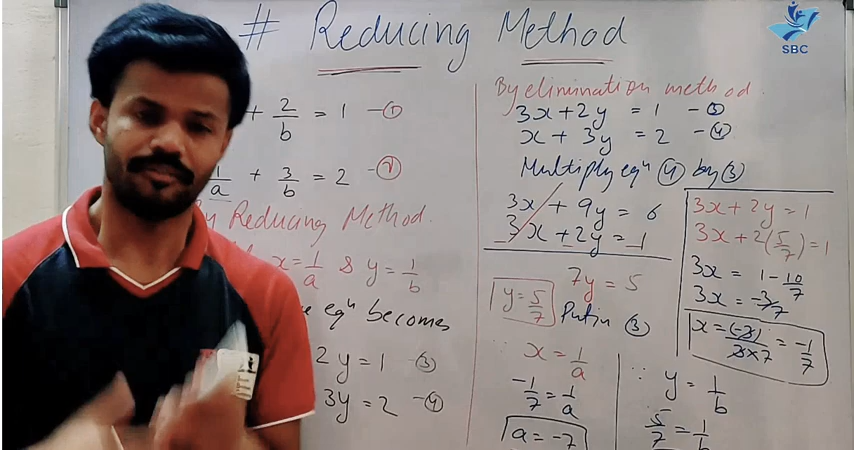 # Reducing Method
SBC
+ 2/b = 1 - ①
1/a + 3/b = 2 - ②
By Reducing Method.
x = 1/a & y = 1/b
eqⁿ becomes
2y = 1 - ③
3y = 2 - ④
By elimination method.
3x + 2y = 1 - ③
x + 3y = 2 - ④
Multiply eqⁿ ④ by ③
3x + 9y = 6
3x + 2y = 1
- - -
7y = 5
y = 5/7
Put in ③
3x + 2y = 1
3x + 2(5/7) = 1
3x = 1 - 10/7
3x = -3/7
x = (-3)/3×7 = -1/7
∵ x = 1/a
-1/7 = 1/a
a = -7
∵ y = 1/b
5/7 = 1/b